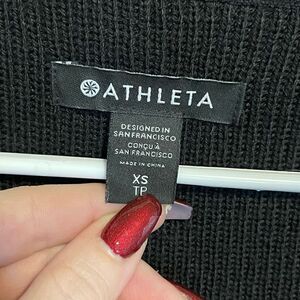 ATHLETA
DESIGNED IN
SAN FRANCISCO
CONÇU À
SAN FRANCISCO
MADE IN CHINA
XS
TP